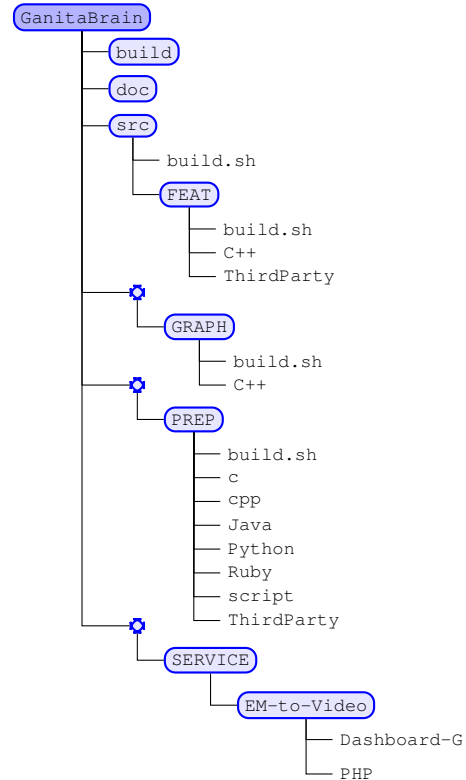 GanitaBrain
build
doc
src
build.sh
FEAT
build.sh
C++
ThirdParty
GRAPH
build.sh
C++
PREP
build.sh
c
cpp
Java
Python
Ruby
script
ThirdParty
SERVICE
EM-to-Video
Dashboard-G
PHP